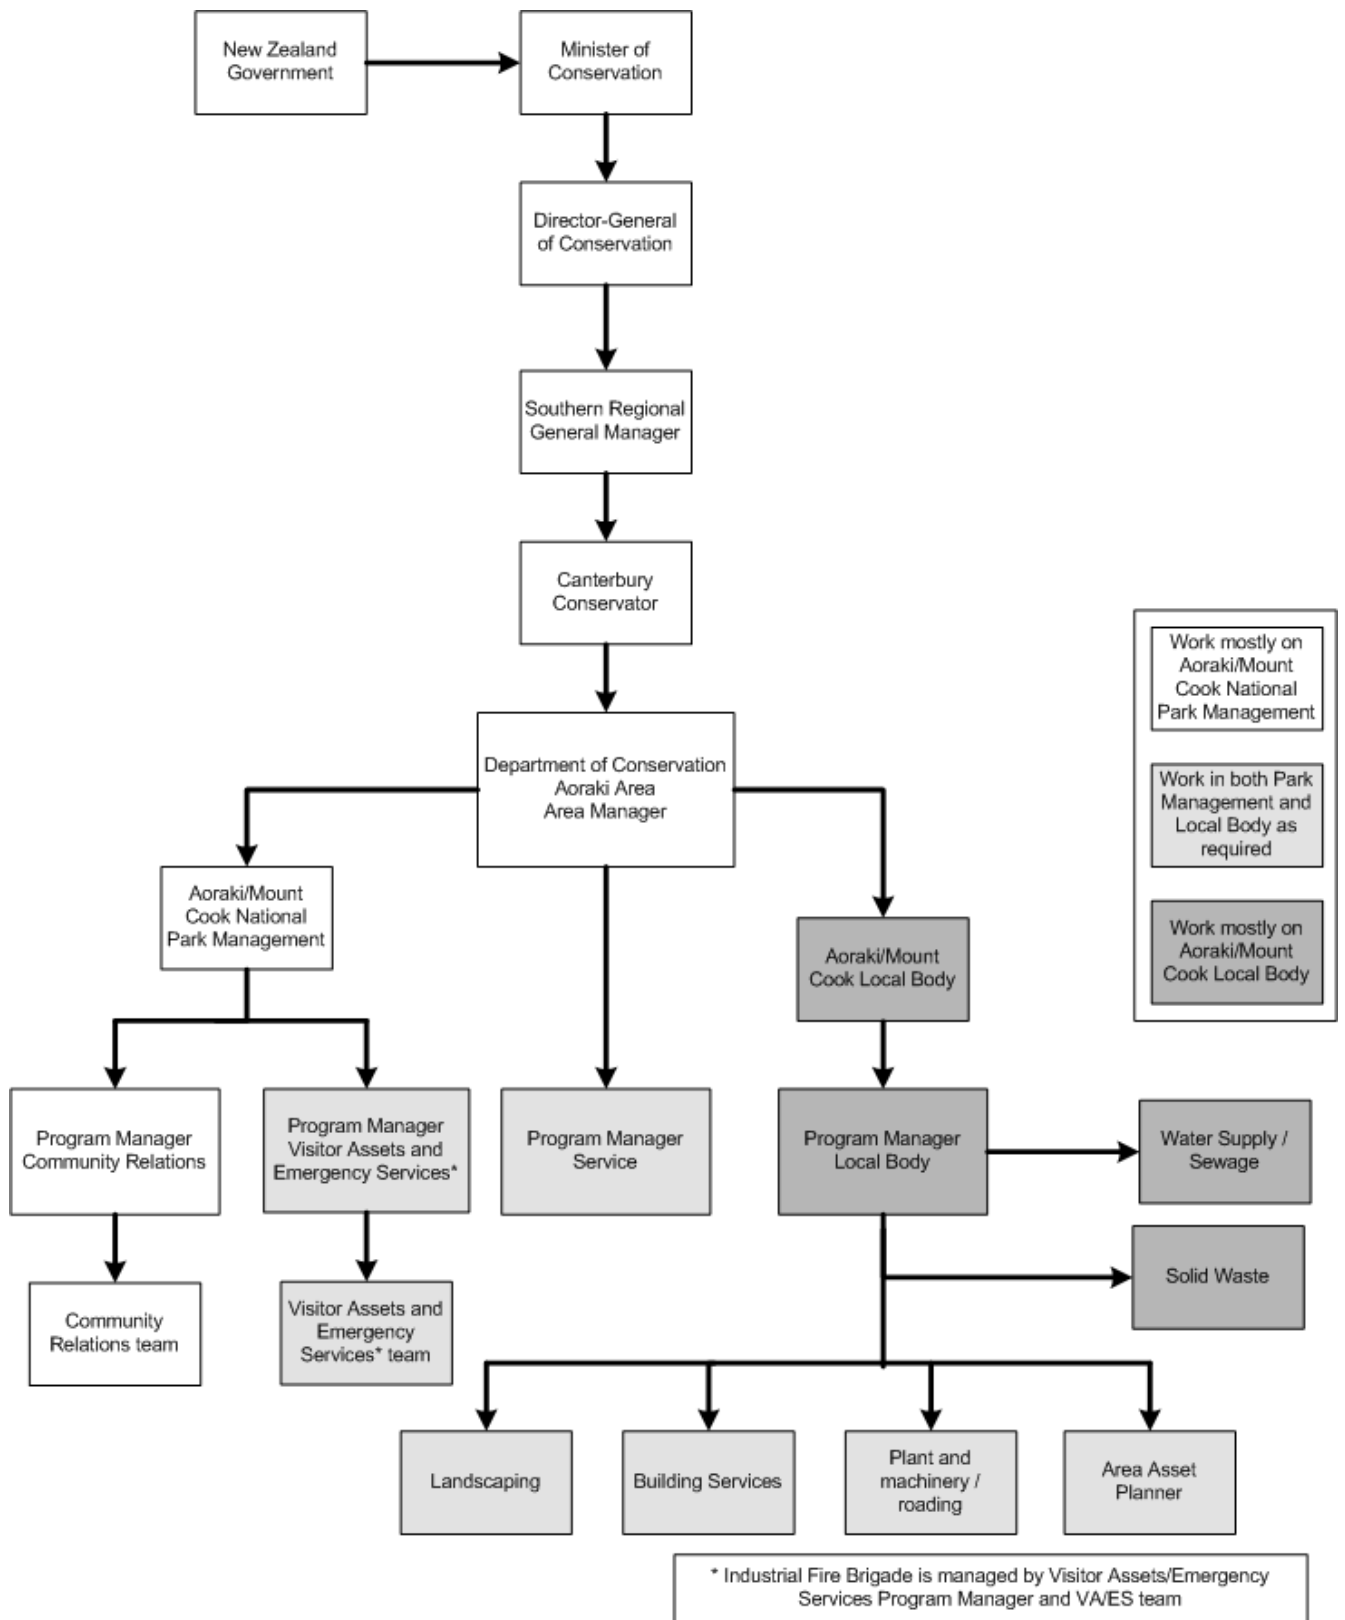 New Zealand
Government
Minister of
Conservation
Director-General
of Conservation
Southern Regional
General Manager
Canterbury
Conservator
Department of Conservation
Aoraki Area
Area Manager
Work mostly on
Aoraki/Mount
Cook National
Park Management
Work in both Park
Management and
Local Body as
required
Work mostly on
Aoraki/Mount
Cook Local Body
Aoraki/Mount
Cook National
Park Management
Aoraki/Mount
Cook Local Body
Program Manager
Community Relations
Program Manager
Visitor Assets and
Emergency Services*
Program Manager
Service
Program Manager
Local Body
Water Supply /
Sewage
Solid Waste
Community
Relations team
Visitor Assets and
Emergency
Services* team
Landscaping
Building Services
Plant and
machinery /
roading
Area Asset
Planner
* Industrial Fire Brigade is managed by Visitor Assets/Emergency
Services Program Manager and VA/ES team